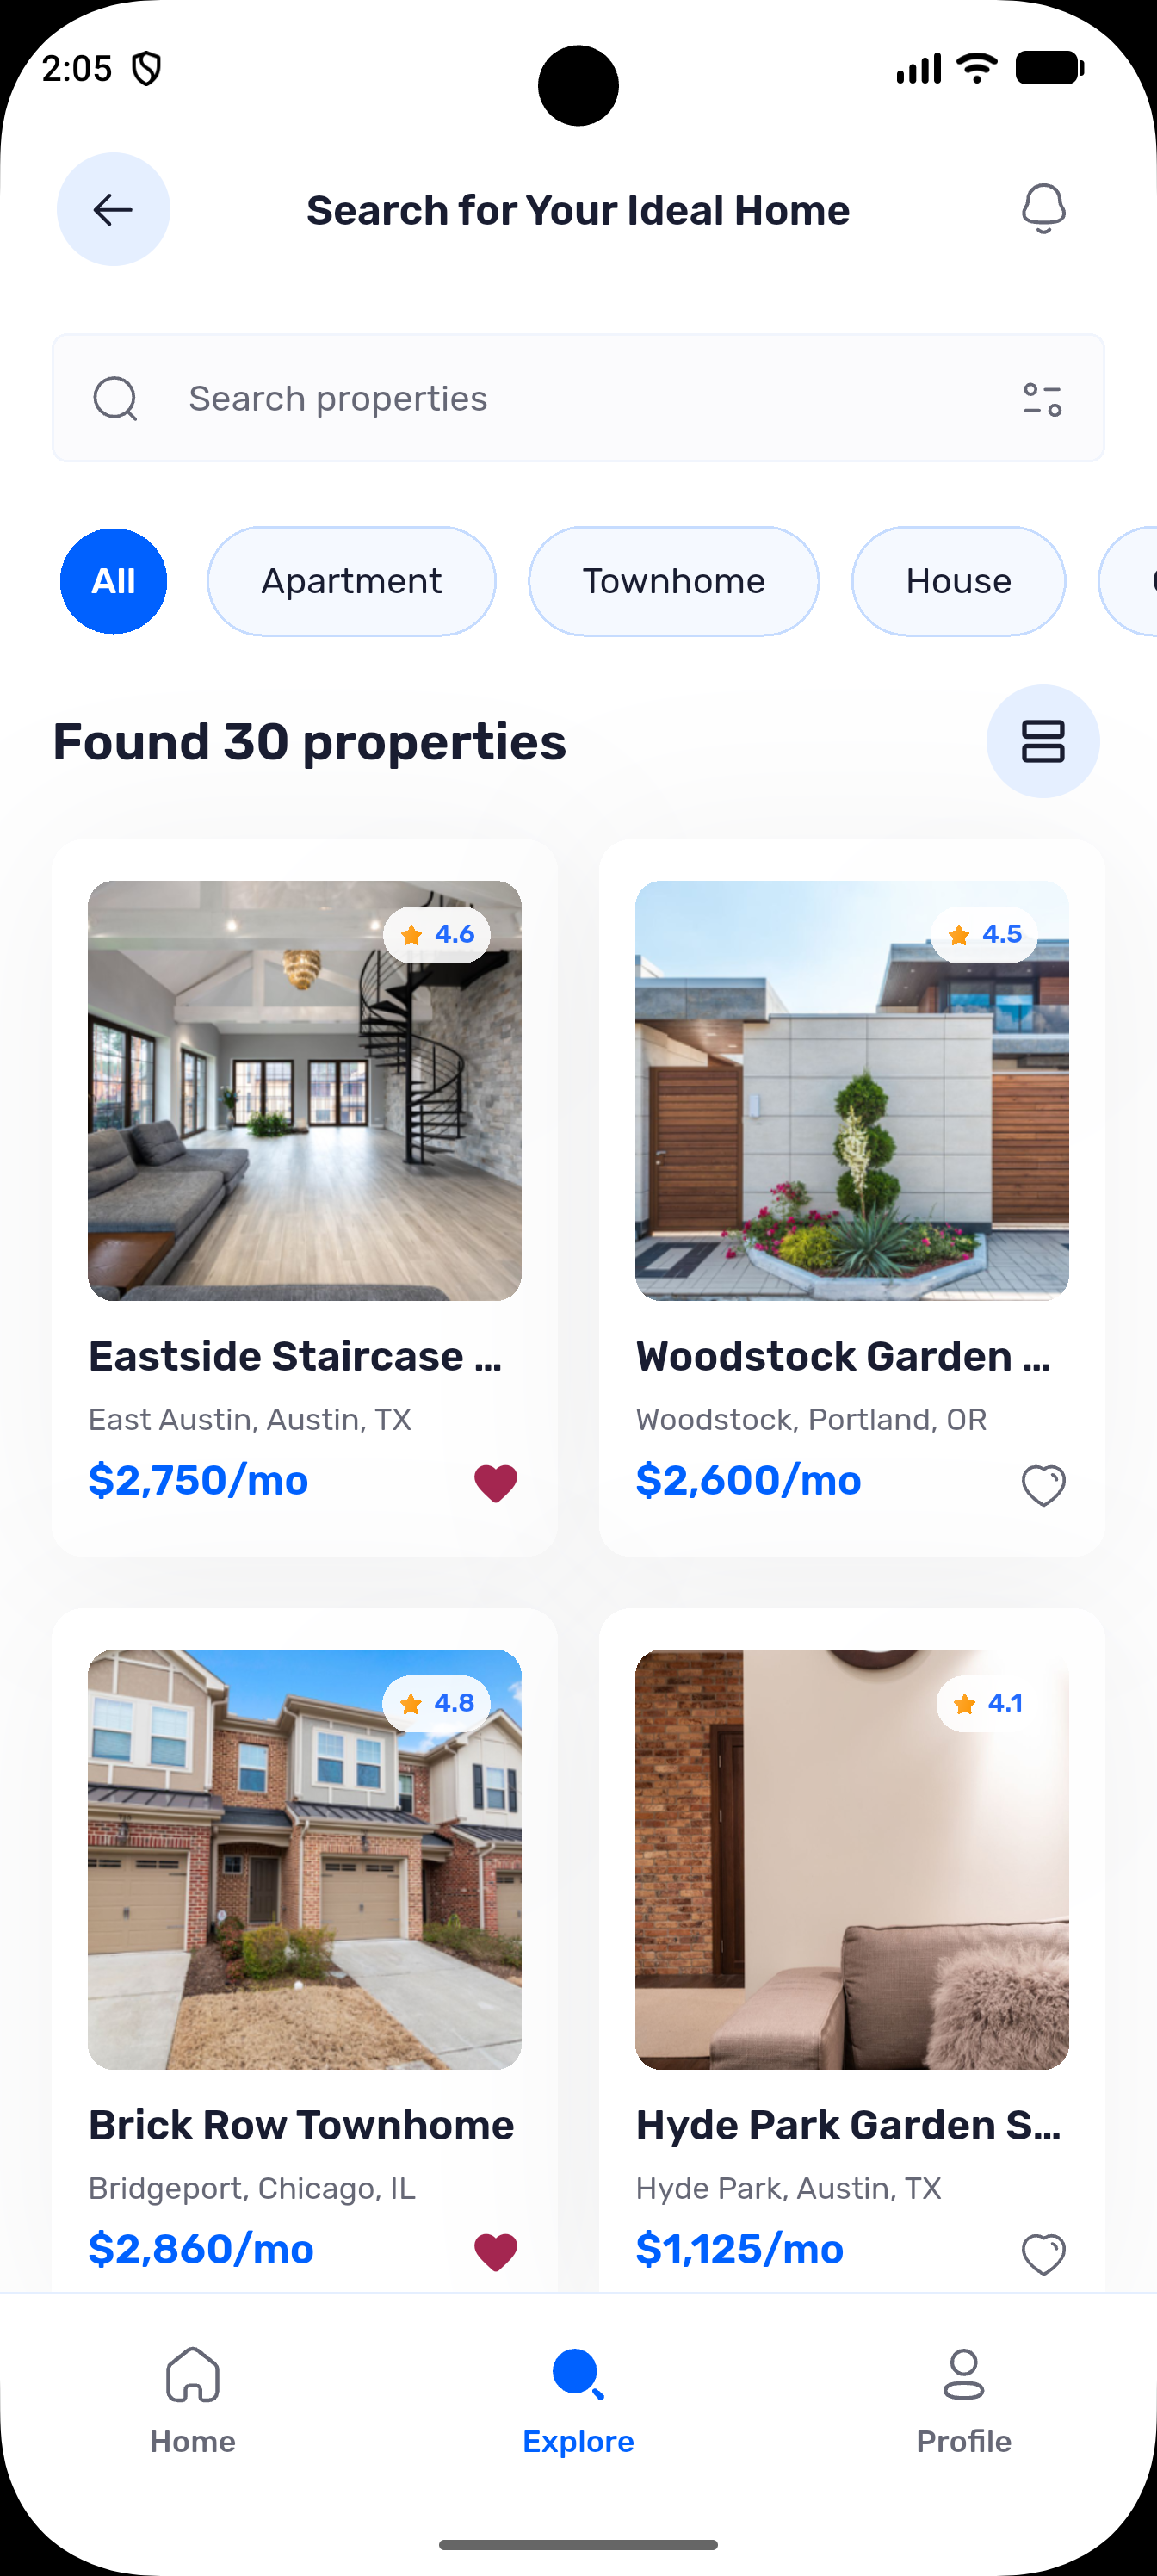 2:05
Search for Your Ideal Home
Search properties
All
Apartment
Townhome
House
Found 30 properties
4.6
4.5
Eastside Staircase ...
Woodstock Garden ...
East Austin, Austin, TX
Woodstock, Portland, OR
$2,750/mo
$2,600/mo
4.8
4.1
Brick Row Townhome
Hyde Park Garden S...
Bridgeport, Chicago, IL
Hyde Park, Austin, TX
$2,860/mo
$1,125/mo
Home
Explore
Profile